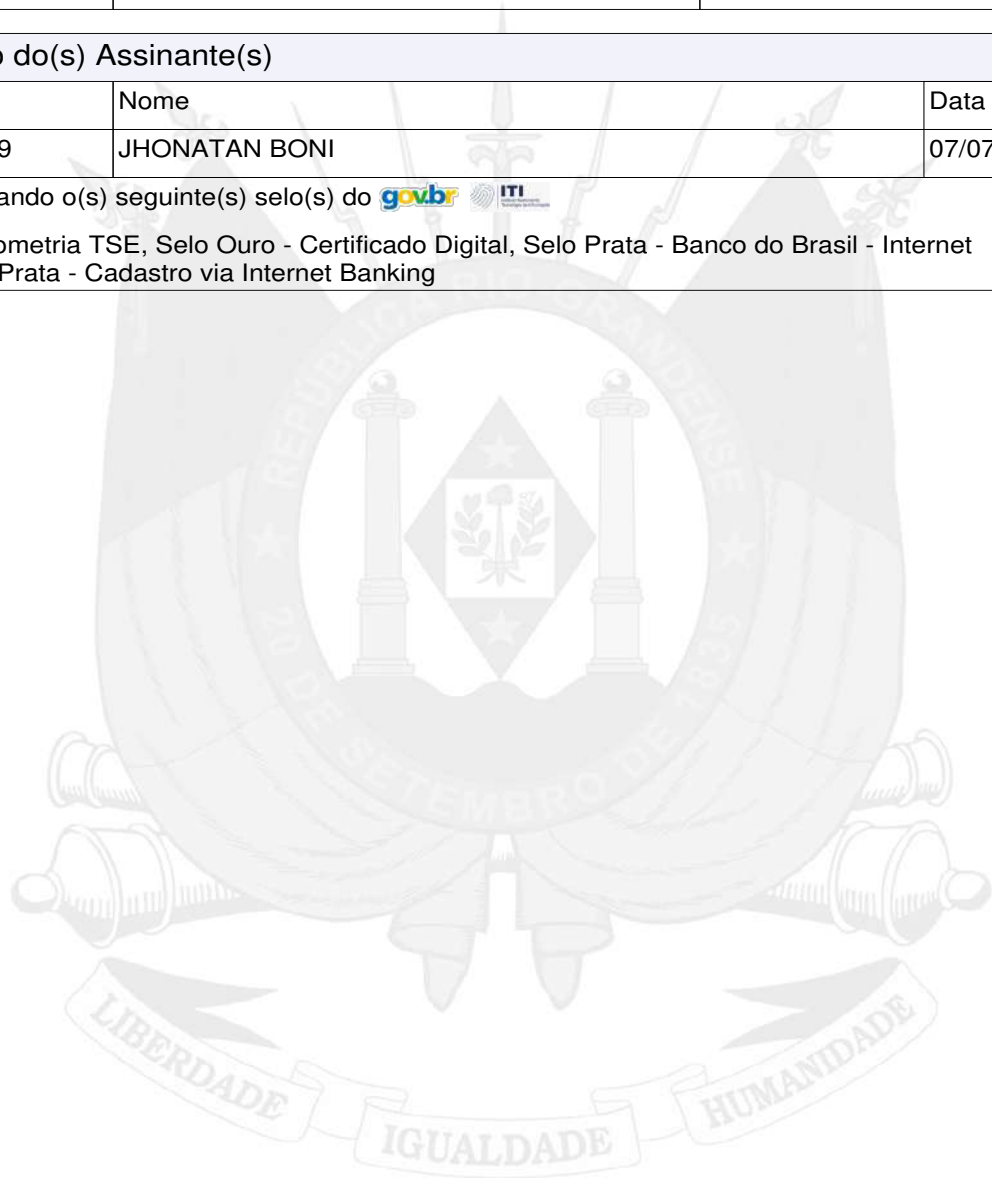 o do(s) Assinante(s)
Nome Data
9 JHONATAN BONI 07/07
ando o(s) seguinte(s) selo(s) do gov.br ITI
ometria TSE, Selo Ouro - Certificado Digital, Selo Prata - Banco do Brasil - Internet
Prata - Cadastro via Internet Banking
REPÚBLICA RIO GRANDENSE
20 DE SETEMBRO DE 1835
LIBERDADE IGUALDADE HUMANIDADE